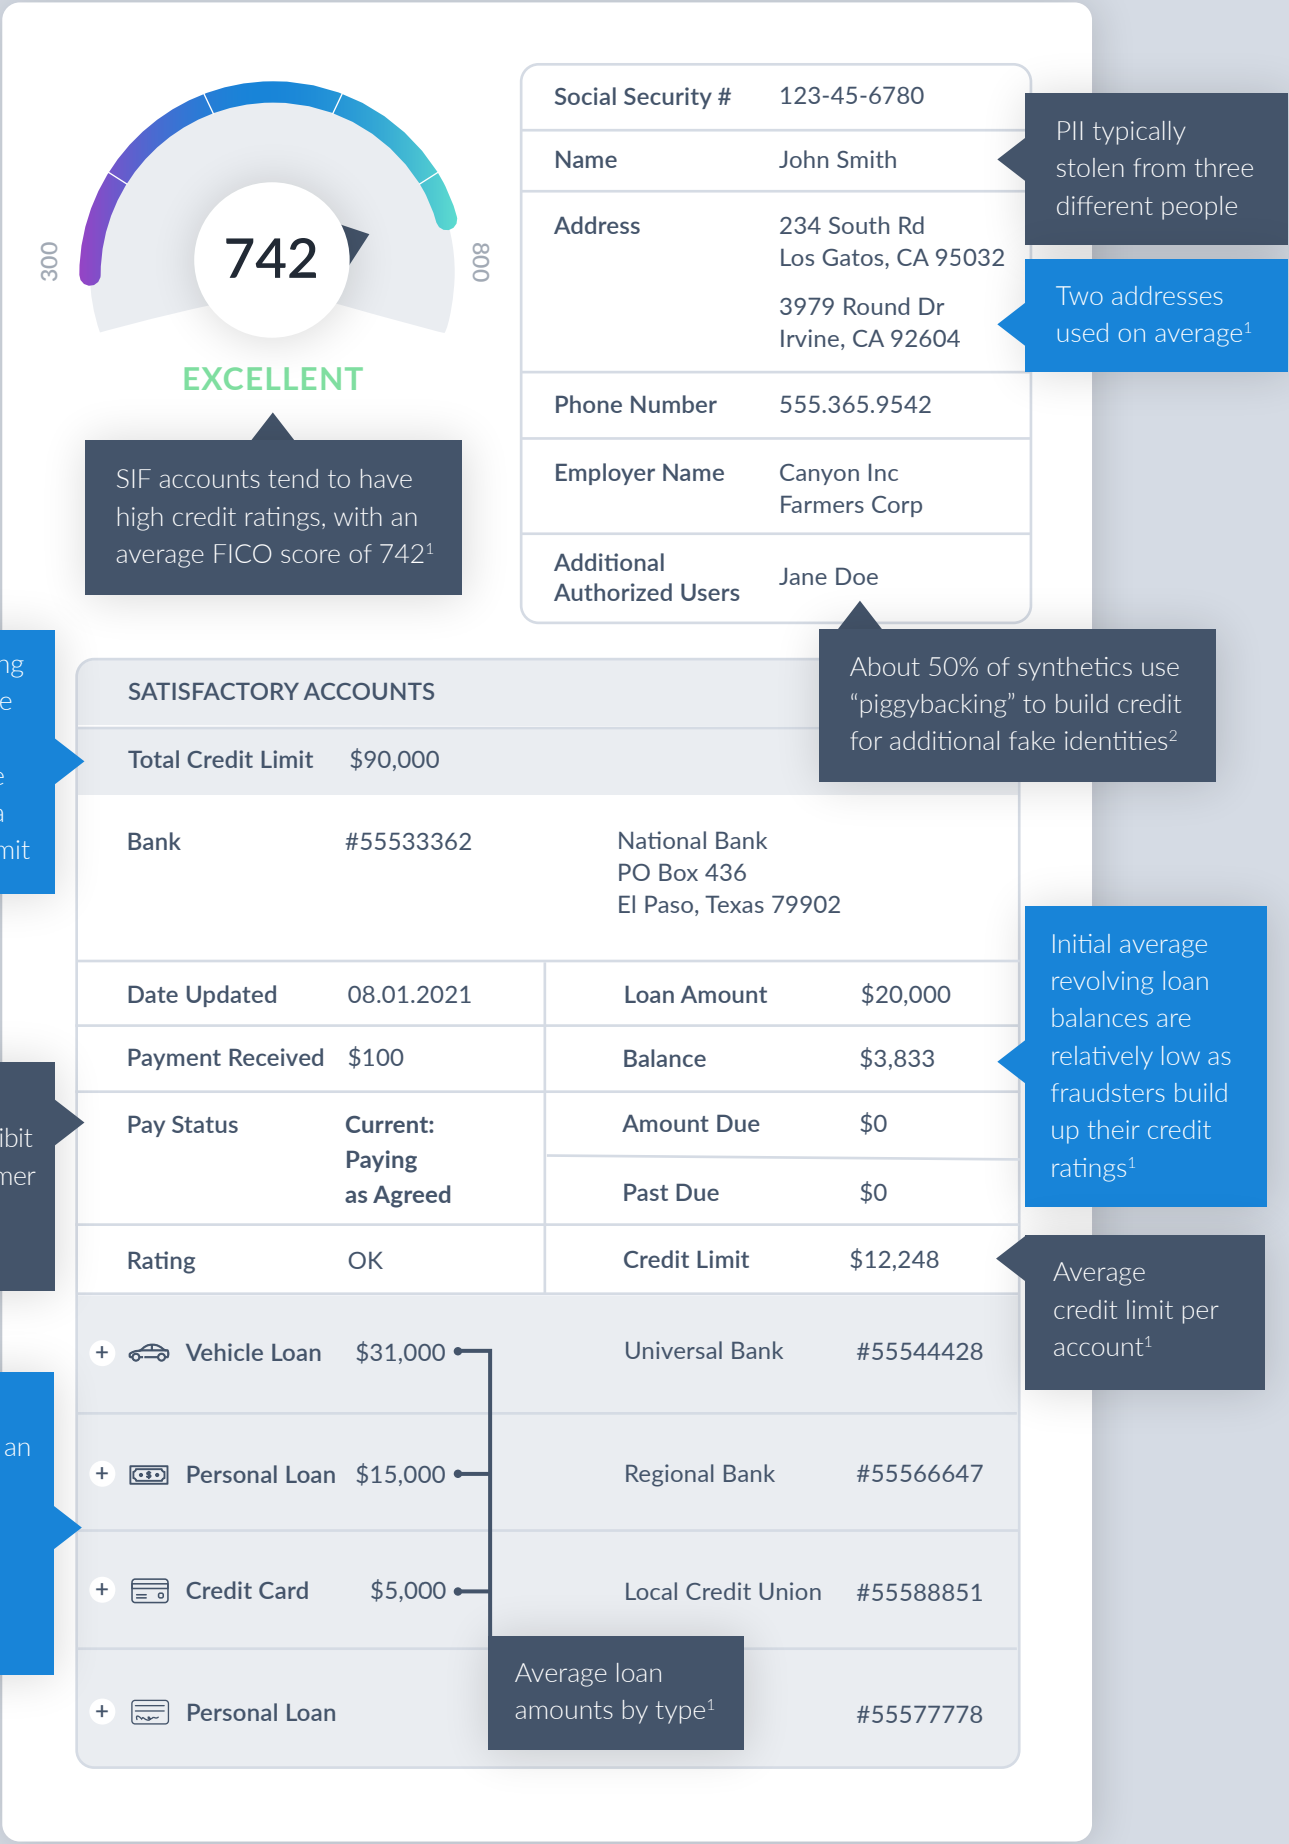 300
742
800
EXCELLENT
SIF accounts tend to have
high credit ratings, with an
average FICO score of 742¹
Social Security # 123-45-6780
Name John Smith
Address 234 South Rd
Los Gatos, CA 95032
3979 Round Dr
Irvine, CA 92604
Phone Number 555.365.9542
Employer Name Canyon Inc
Farmers Corp
Additional
Authorized Users
Jane Doe
PII typically
stolen from three
different people
Two addresses
used on average¹
About 50% of synthetics use
“piggybacking” to build credit
for additional fake identities²
SATISFACTORY ACCOUNTS
Total Credit Limit $90,000
Bank #55533362 National Bank
PO Box 436
El Paso, Texas 79902
Date Updated 08.01.2021 Loan Amount $20,000
Payment Received $100 Balance $3,833
Pay Status Current:
Paying
as Agreed
Amount Due $0
Past Due $0
Rating OK Credit Limit $12,248
Initial average
revolving loan
balances are
relatively low as
fraudsters build
up their credit
ratings¹
Average
credit limit per
account¹
+ Vehicle Loan $31,000 Universal Bank #55544428
+ Personal Loan $15,000 Regional Bank #55566647
+ Credit Card $5,000 Local Credit Union #55588851
+ Personal Loan #55577778
Average loan
amounts by type¹
an